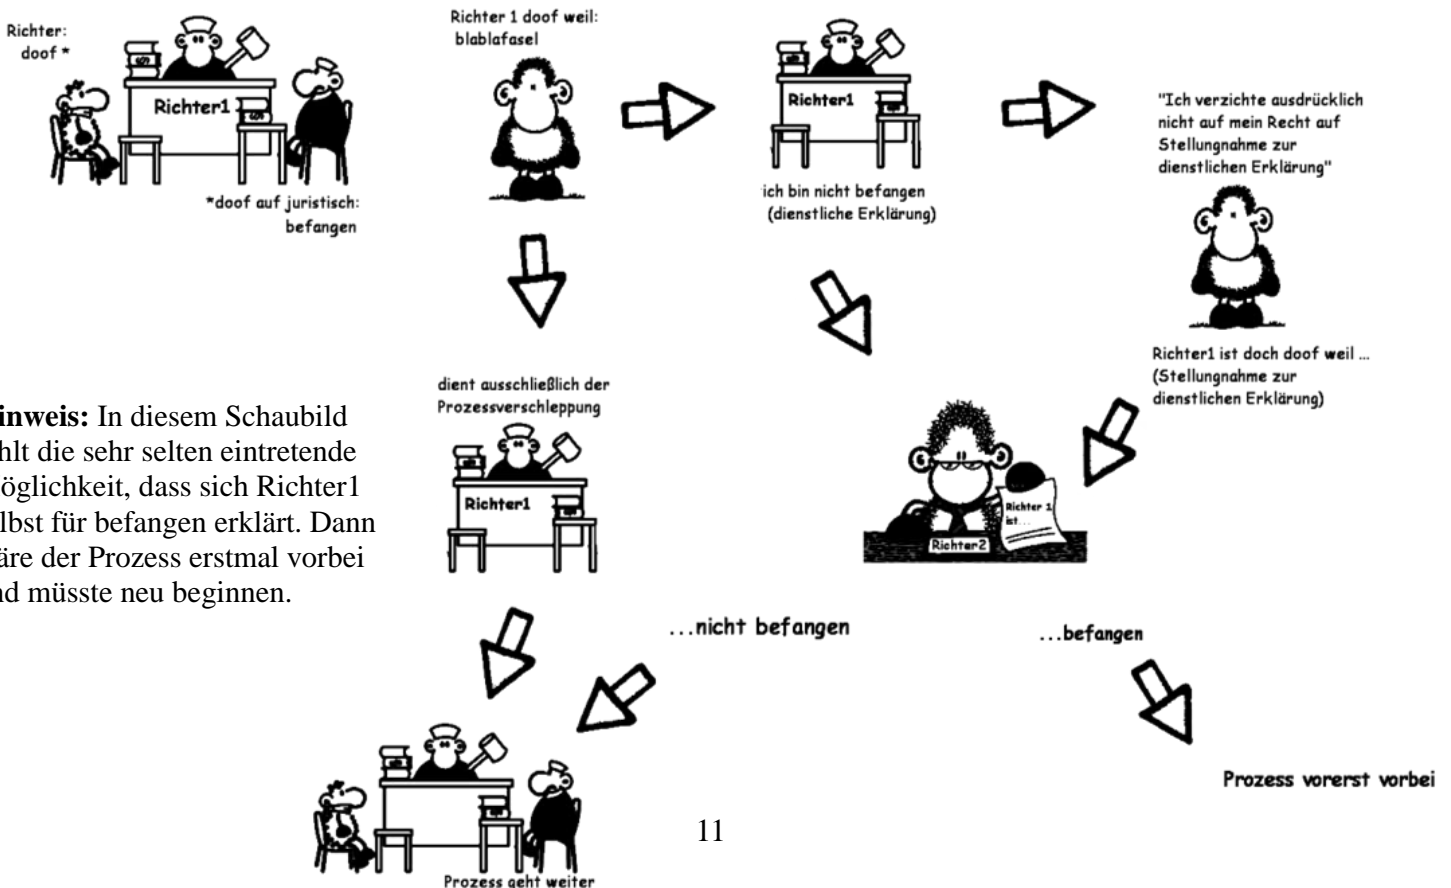 Richter:
doof *
Richter1
*doof auf juristisch:
befangen
Richter 1 doof weil:
blablafasel
Richter1
ich bin nicht befangen
(dienstliche Erklärung)
"Ich verzichte ausdrücklich
nicht auf mein Recht auf
Stellungnahme zur
dienstlichen Erklärung"
Richter1 ist doch doof weil ...
(Stellungnahme zur
dienstlichen Erklärung)
dient ausschließlich der
Prozessverschleppung
Richter1
inweis: In diesem Schaubild
hlt die sehr selten eintretende
öglichkeit, dass sich Richter1
lbst für befangen erklärt. Dann
äre der Prozess erstmal vorbei
nd müsste neu beginnen.
Richter 1
ist...
Richter2
...nicht befangen
...befangen
Prozess vorerst vorbei
Prozess geht weiter
11